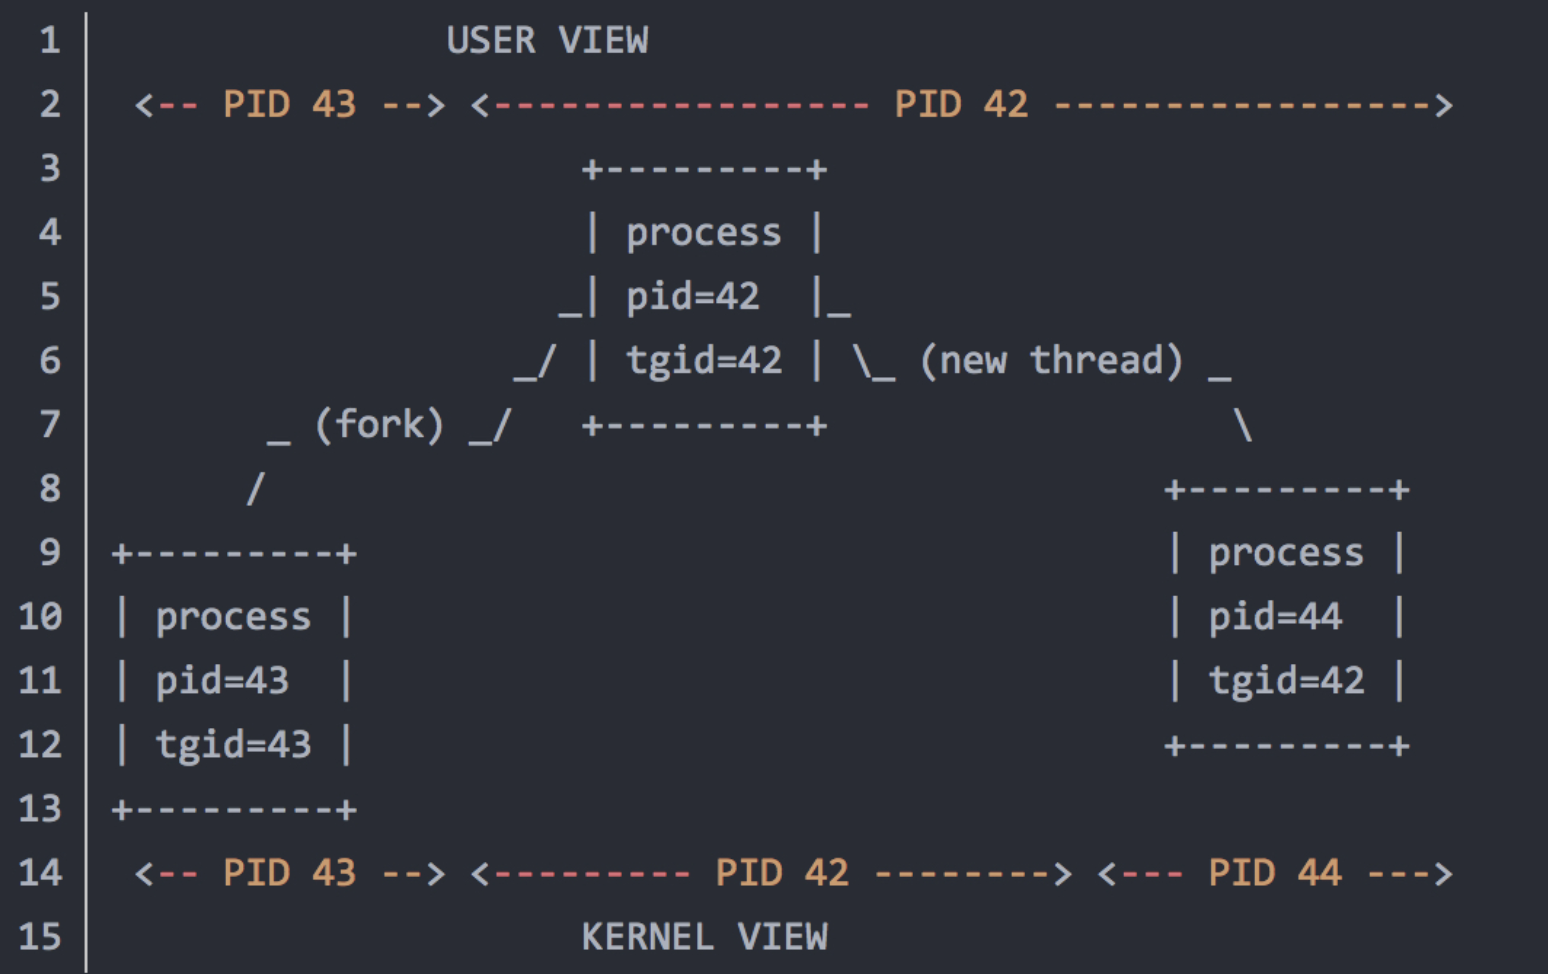 1                 USER VIEW
2   <-- PID 43 --> <----------------- PID 42 ----------------->
3                       +---------+
4                       | process |
5                      _| pid=42  |_
6                    _/ | tgid=42 | \_ (new thread) _
7         _ (fork) _/   +---------+                  \
8        /                                        +---------+
9  +---------+                                    | process |
10 | process |                                    | pid=44  |
11 | pid=43  |                                    | tgid=42 |
12 | tgid=43 |                                    +---------+
13 +---------+
14  <-- PID 43 --> <--------- PID 42 --------> <--- PID 44 --->
15                      KERNEL VIEW